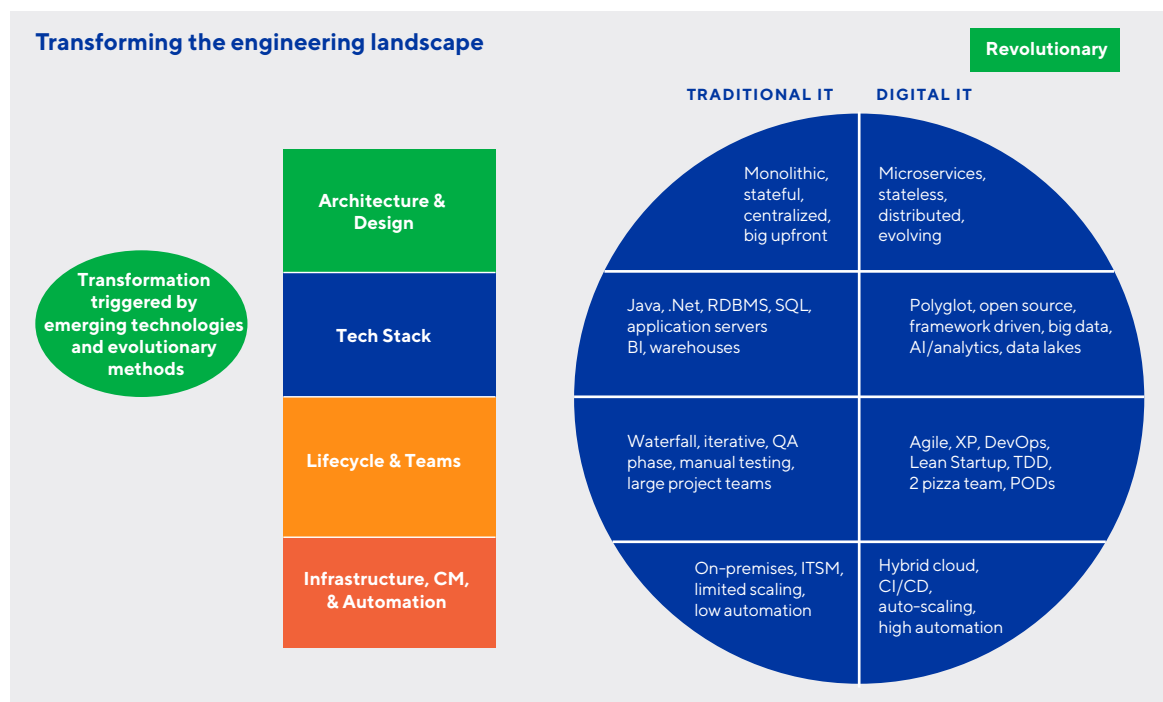 Transforming the engineering landscape
Revolutionary
TRADITIONAL IT
DIGITAL IT
Transformation
triggered by
emerging technologies
and evolutionary
methods
Architecture &
Design
Monolithic,
stateful,
centralized,
big upfront
Microservices,
stateless,
distributed,
evolving
Tech Stack
Java, .Net, RDBMS, SQL,
application servers
BI, warehouses
Polyglot, open source,
framework driven, big data,
AI/analytics, data lakes
Lifecycle & Teams
Waterfall, iterative, QA
phase, manual testing,
large project teams
Agile, XP, DevOps,
Lean Startup, TDD,
2 pizza team, PODs
Infrastructure, CM,
& Automation
On-premises, ITSM,
limited scaling,
low automation
Hybrid cloud,
CI/CD,
auto-scaling,
high automation